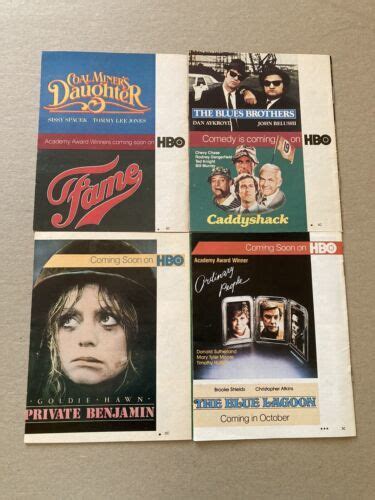 COAL MINER'S
DAUGHTER
SISSY SPACEK TOMMY LEE JONES
Academy Award Winners coming soon on HBO
Fame
THE BLUES BROTHERS
DAN AYKROYD JOHN BELUSHI
Comedy is coming on HBO
Chevy Chase
Rodney Dangerfield
Ted Knight
Bill Murray
Caddyshack
Coming Soon on HBO
GOLDIE HAWN
PRIVATE BENJAMIN
Coming Soon on HBO
Academy Award Winner
Ordinary
People
Donald Sutherland
Mary Tyler Moore
Timothy Hutton
Brooke Shields Christopher Atkins
THE BLUE LAGOON
Coming in October